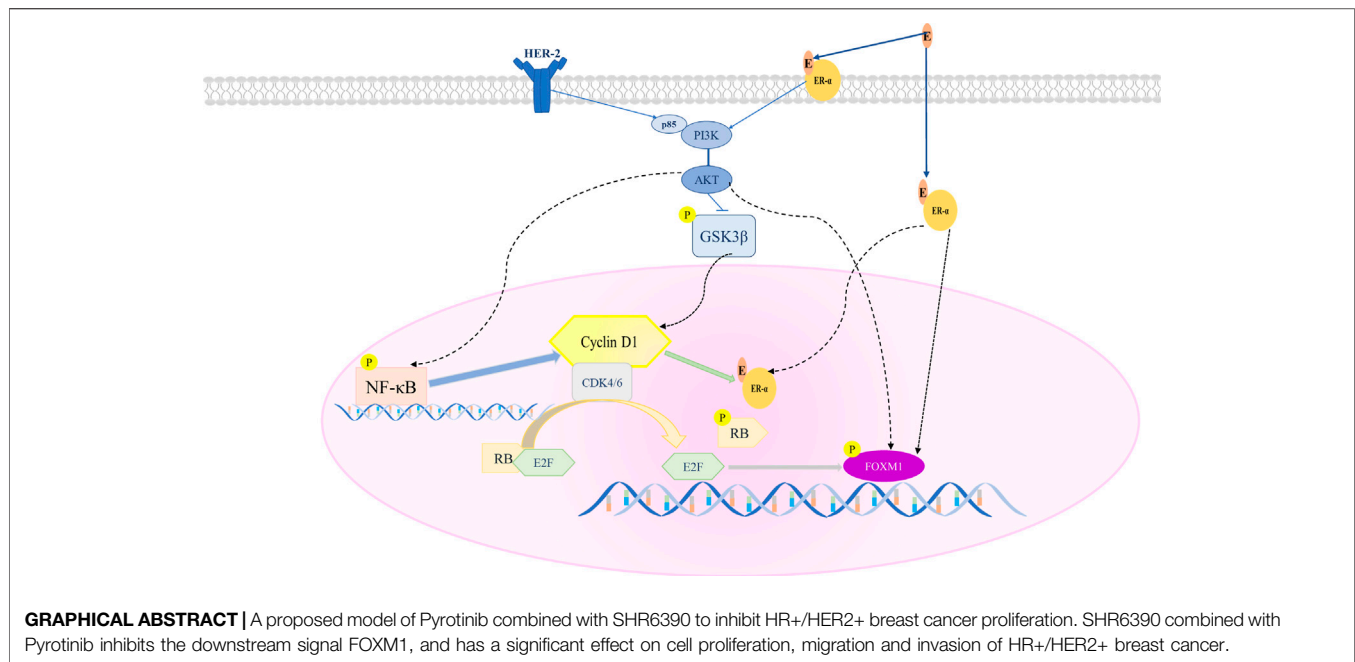 E
HER-2
E
ER-α
p85
PI3K
AKT
E
ER-α
P
GSK3β
Cyclin D1
P
NF-κB
CDK4/6
E
ER-α
P
RB
RB
E2F
E2F
P
FOXM1
GRAPHICAL ABSTRACT | A proposed model of Pyrotinib combined with SHR6390 to inhibit HR+/HER2+ breast cancer proliferation. SHR6390 combined with
Pyrotinib inhibits the downstream signal FOXM1, and has a significant effect on cell proliferation, migration and invasion of HR+/HER2+ breast cancer.